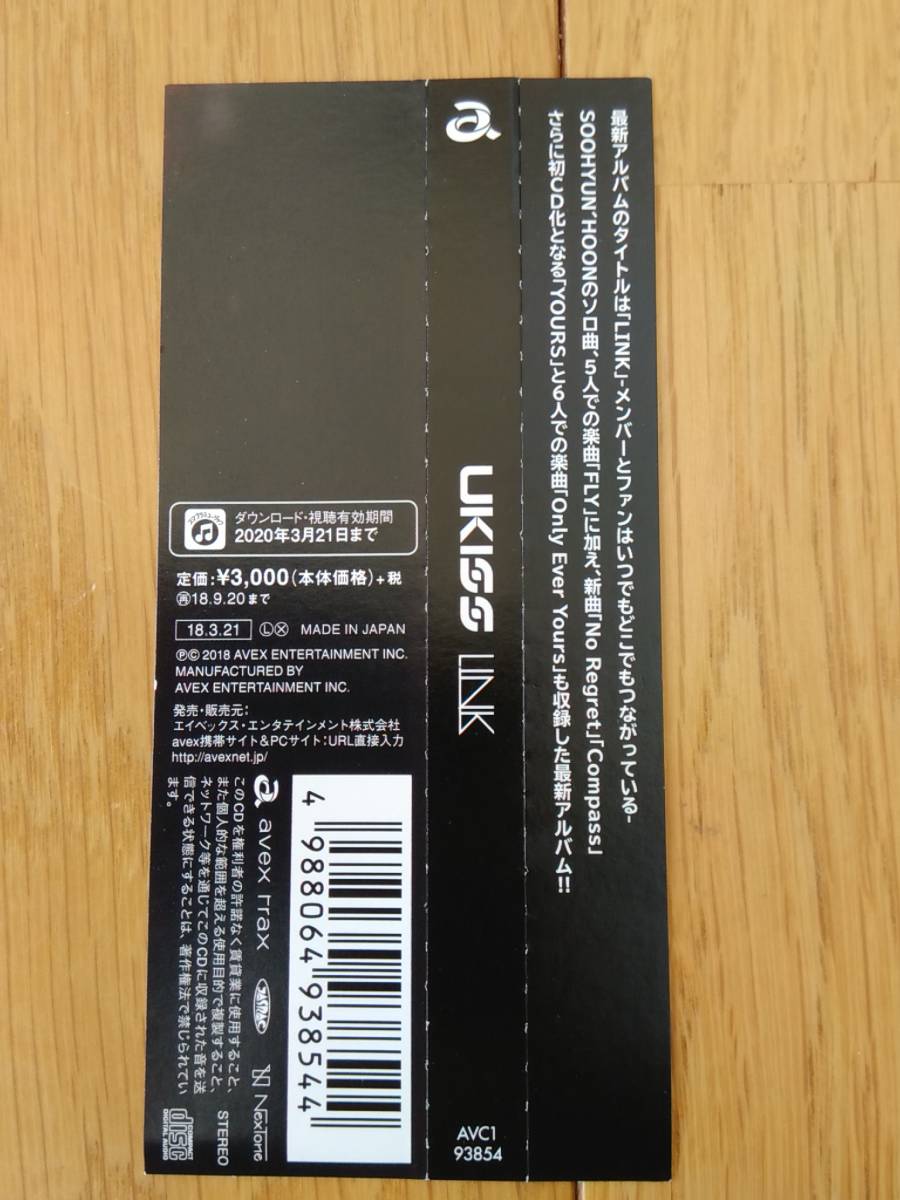 最新アルバムのタイトルは「LINK」-メンバーとファンはいつでもどこでもつながっている-
SOOHYUN、HOONのソロ曲、5人での楽曲「FLY」に加え、新曲「No Regret」「Compass」
さらに初CD化となる「YOURS」と6人での楽曲「Only Ever Yours」も収録した最新アルバム!!
UKISS LINK
AVC1
93854
ダウンロード・視聴有効期間
2020年3月21日まで
定価:¥3,000(本体価格)+税
再18.9.20まで
18.3.21 Ⓛ Ⓧ MADE IN JAPAN
Ⓟ© 2018 AVEX ENTERTAINMENT INC.
MANUFACTURED BY
AVEX ENTERTAINMENT INC.
発売・販売元:
エイベックス・エンタテインメント株式会社
avex携帯サイト&PCサイト:URL直接入力
http://avexnet.jp/
4 988064 938544
avex trax
JASRAC
NexTone
このCDを権利者の許諾なく賃貸業に使用すること、
また個人的な範囲を超える使用目的で複製すること、
ネットワーク等を通じてこのCDに収録された音を送
信できる状態にすることは、著作権法で禁じられてい
ます。
STEREO
COMPACT
disc
DIGITAL AUDIO